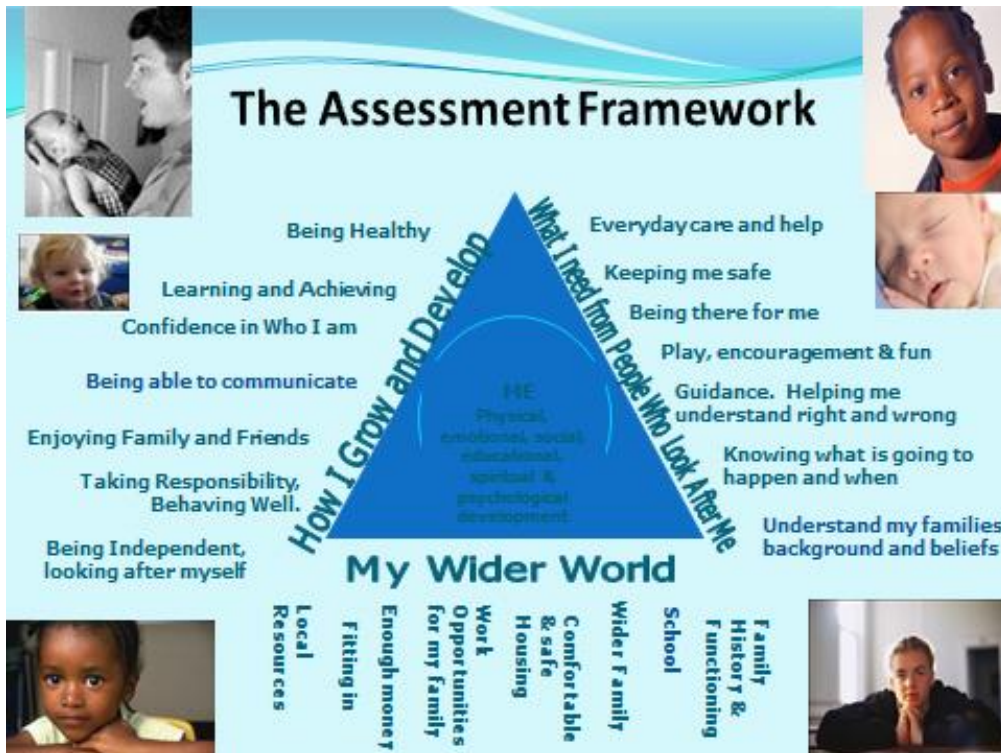 The Assessment Framework
Being Healthy
Learning and Achieving
Confidence in Who I am
Being able to communicate
Enjoying Family and Friends
Taking Responsibility,
Behaving Well.
Being Independent,
looking after myself
How I Grow and Develop
ME
Physical,
emotional, social,
educational,
spiritual &
psychological
development
What I need from People Who Look After Me
Everyday care and help
Keeping me safe
Being there for me
Play, encouragement & fun
Guidance. Helping me
understand right and wrong
Knowing what is going to
happen and when
Understand my families
background and beliefs
My Wider World
Local
Resources
Fitting in
Enough money
Work
Opportunities
for my family
Comfortable
& safe
Housing
Wider Family
School
Family
History &
Functioning